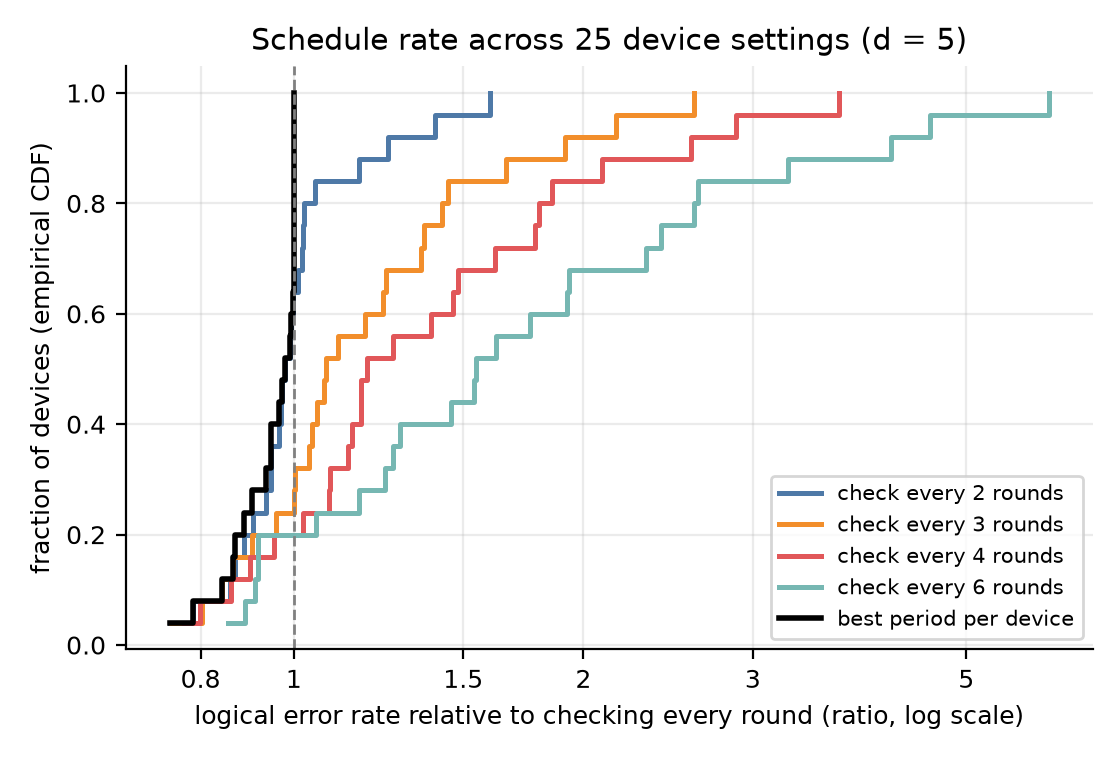 Schedule rate across 25 device settings (d = 5)
fraction of devices (empirical CDF)
1.0
0.8
0.6
0.4
0.2
0.0
check every 2 rounds
check every 3 rounds
check every 4 rounds
check every 6 rounds
best period per device
0.8 1 1.5 2 3 5
logical error rate relative to checking every round (ratio, log scale)